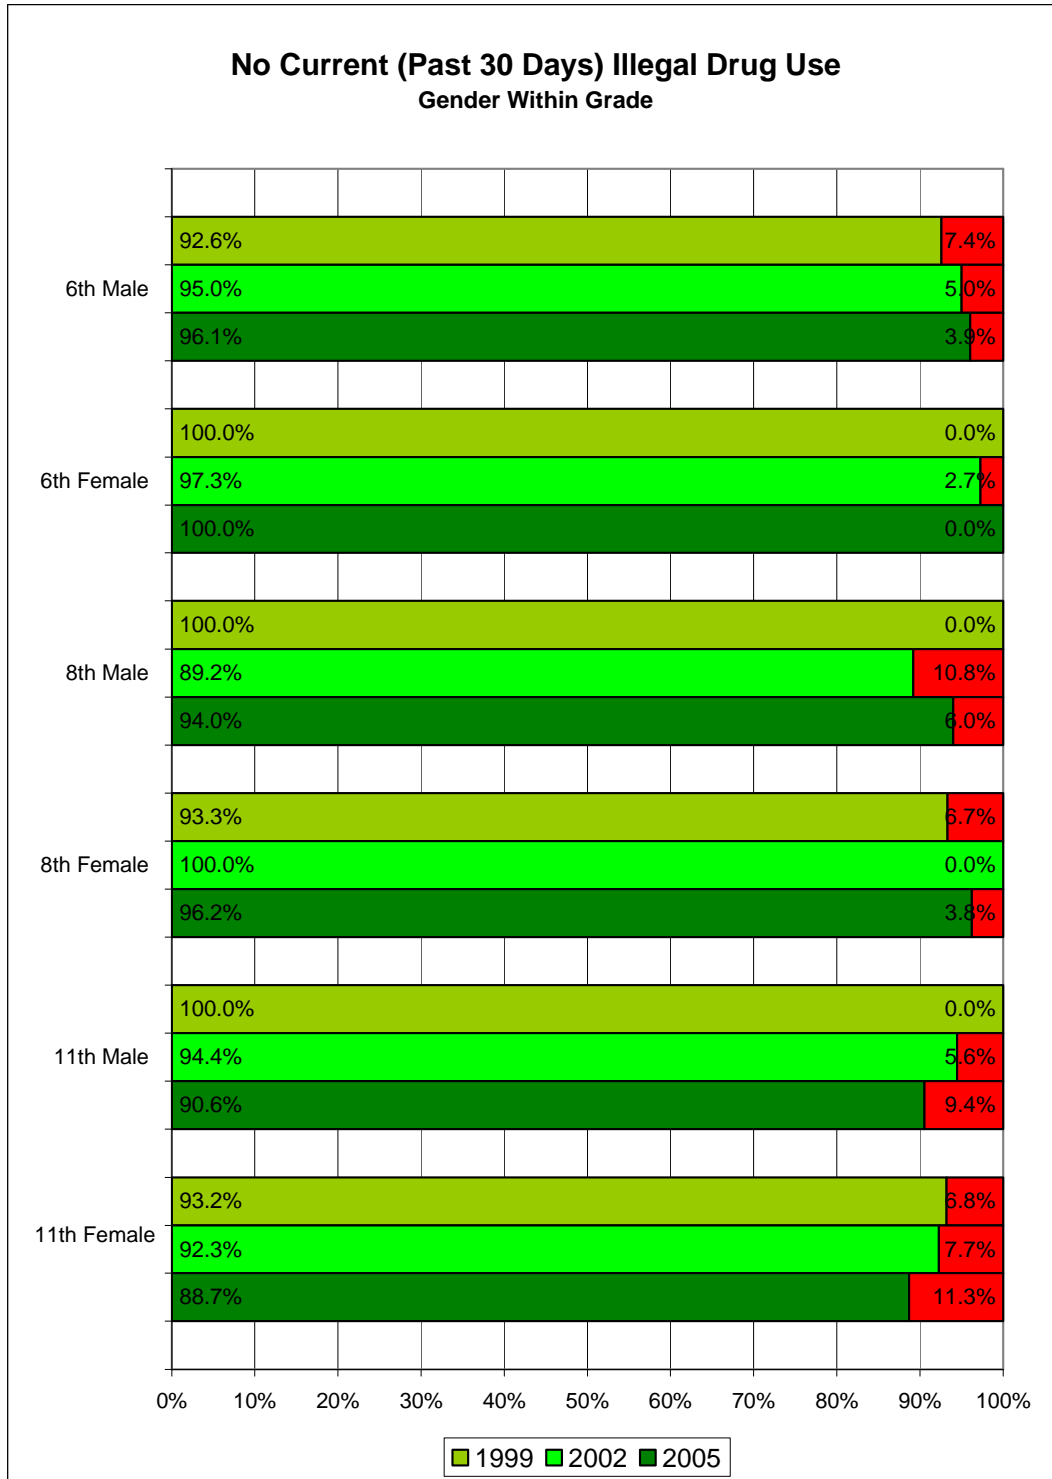 No Current (Past 30 Days) Illegal Drug Use
Gender Within Grade
92.6% 7.4%
6th Male 95.0% 5.0%
96.1% 3.9%
100.0% 0.0%
6th Female 97.3% 2.7%
100.0% 0.0%
100.0% 0.0%
8th Male 89.2% 10.8%
94.0% 6.0%
93.3% 6.7%
8th Female 100.0% 0.0%
96.2% 3.8%
100.0% 0.0%
11th Male 94.4% 5.6%
90.6% 9.4%
93.2% 6.8%
11th Female 92.3% 7.7%
88.7% 11.3%
0% 10% 20% 30% 40% 50% 60% 70% 80% 90% 100%
1999 2002 2005